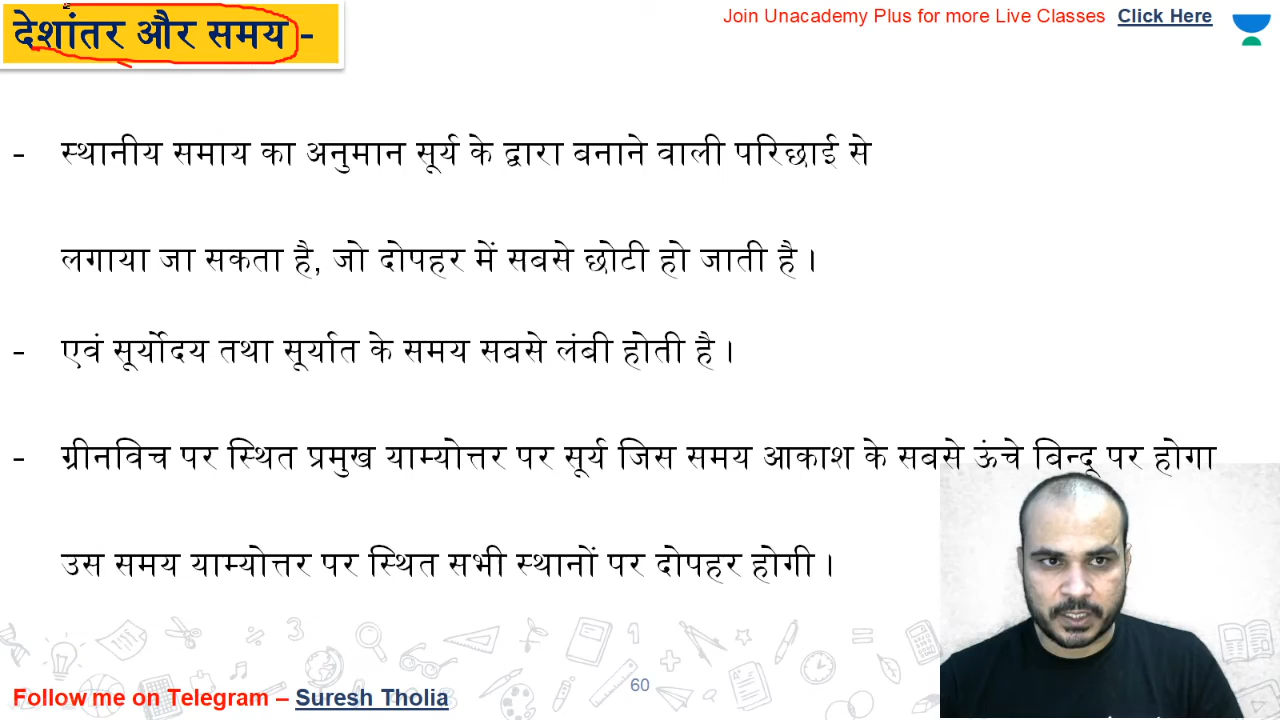 देशांतर और समय -
Join Unacademy Plus for more Live Classes Click Here
- स्थानीय समाय का अनुमान सूर्य के द्वारा बनाने वाली परिछाई से
लगाया जा सकता है, जो दोपहर में सबसे छोटी हो जाती है ।
- एवं सूर्योदय तथा सूर्यात के समय सबसे लंबी होती है ।
- ग्रीनविच पर स्थित प्रमुख याम्योत्तर पर सूर्य जिस समय आकाश के सबसे ऊंचे विन्दू पर होगा
उस समय याम्योत्तर पर स्थित सभी स्थानों पर दोपहर होगी ।
60
Follow me on Telegram – Suresh Tholia